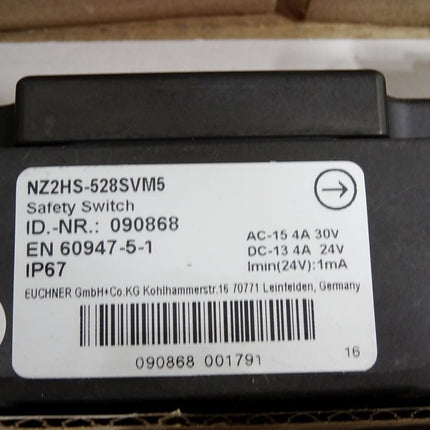 NZ2HS-528SVM5
Safety Switch
ID.-NR.: 090868
EN 60947-5-1
IP67
AC-15 4A 30V
DC-13 4A 24V
Imin(24V):1mA
EUCHNER GmbH+Co.KG Kohlhammerstr.16 70771 Leinfelden, Germany
090868 001791
16